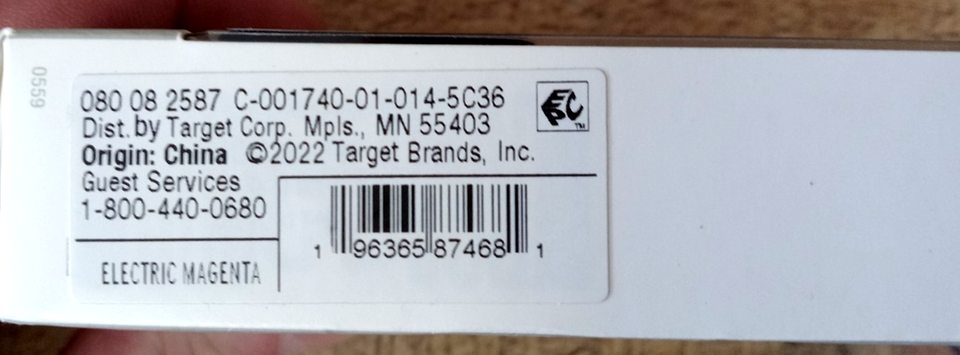 0559
080 08 2587 C-001740-01-014-5C36
Dist. by Target Corp. Mpls., MN 55403
Origin: China ©2022 Target Brands, Inc.
Guest Services
1-800-440-0680
1 96365 87468 1
ELECTRIC MAGENTA
EPC™